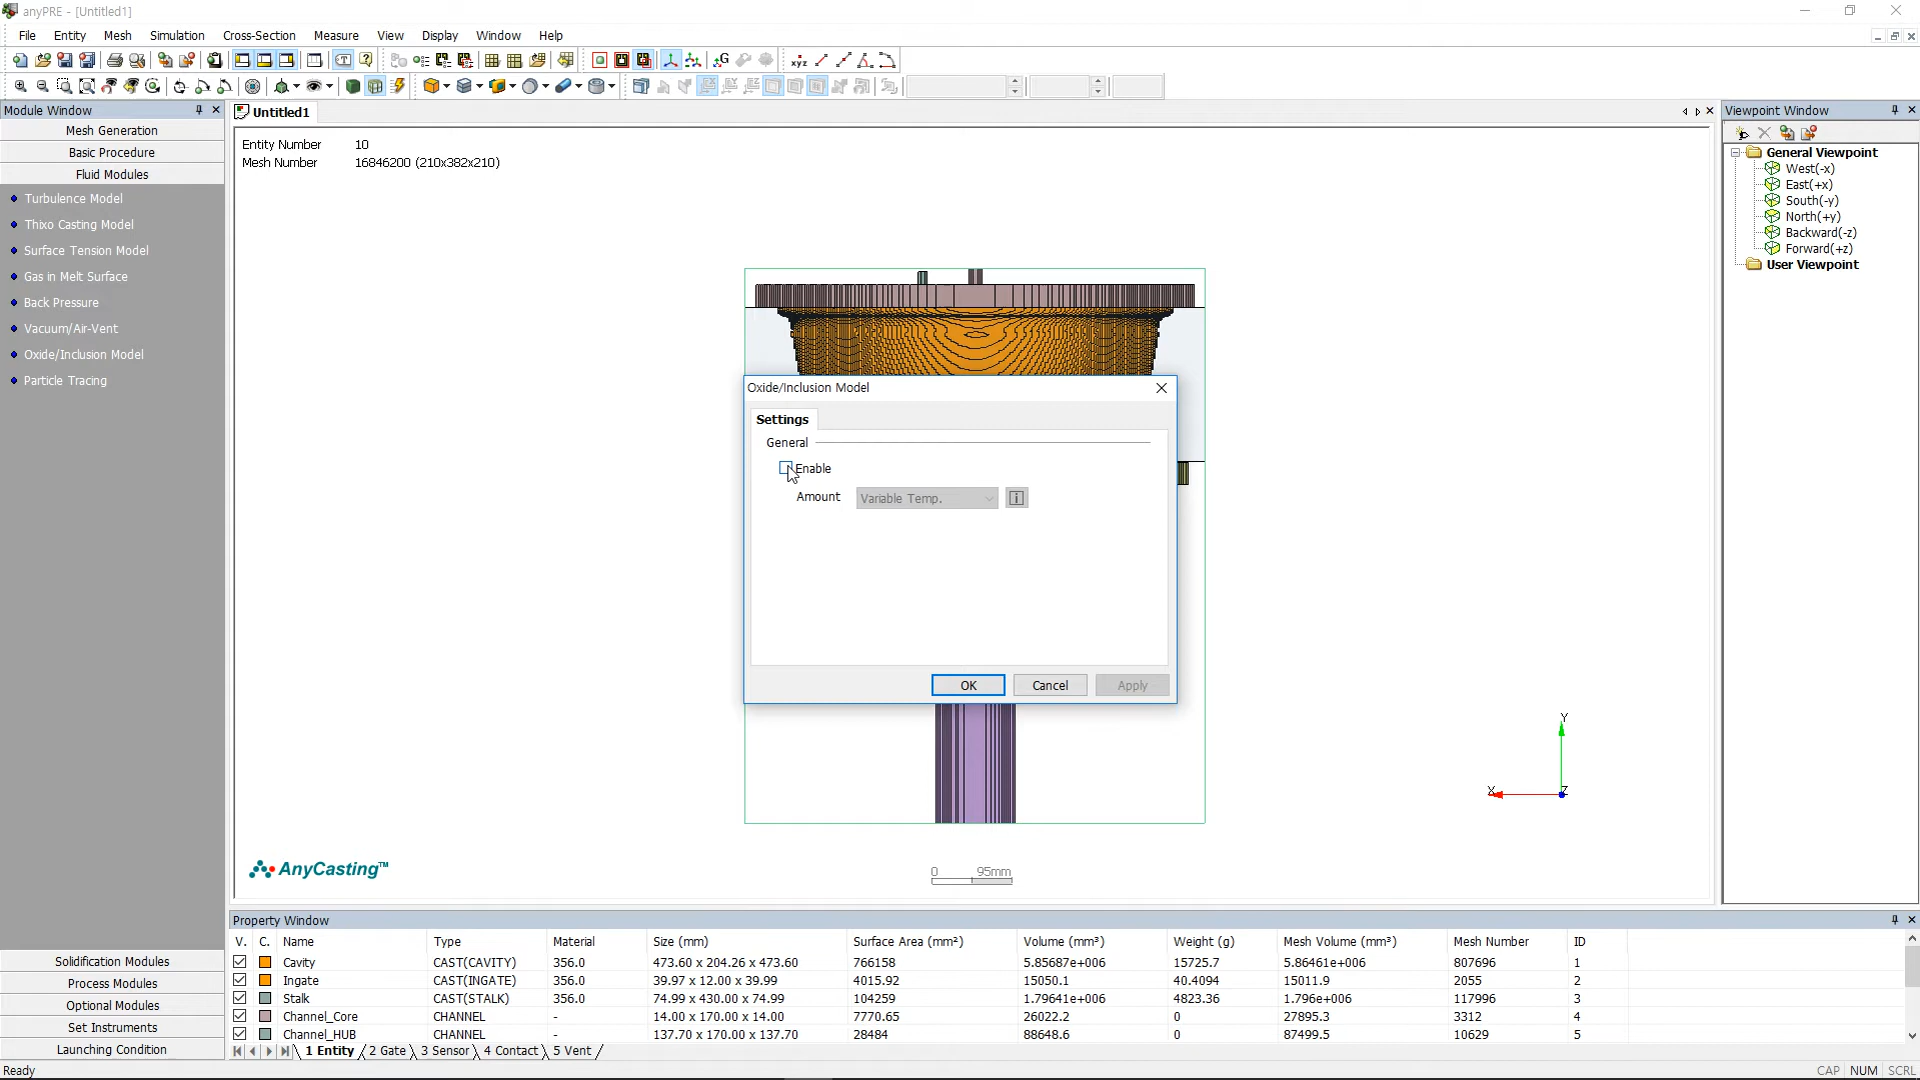 anyPRE - [Untitled1]
File Entity Mesh Simulation Cross-Section Measure View Display Window Help
Module Window
Mesh Generation
Basic Procedure
Fluid Modules
Turbulence Model
Thixo Casting Model
Surface Tension Model
Gas in Melt Surface
Back Pressure
Vacuum/Air-Vent
Oxide/Inclusion Model
Particle Tracing
Solidification Modules
Process Modules
Optional Modules
Set Instruments
Launching Condition
Untitled1
Entity Number 10
Mesh Number 16846200 (210x382x210)
Oxide/Inclusion Model
Settings
General
Enable
Amount Variable Temp.
OK Cancel Apply
Y
X Z
AnyCasting™
0 95mm
Viewpoint Window
General Viewpoint
West(-x)
East(+x)
South(-y)
North(+y)
Backward(-z)
Forward(+z)
User Viewpoint
Property Window
V. C. Name Type Material Size (mm) Surface Area (mm²) Volume (mm³) Weight (g) Mesh Volume (mm³) Mesh Number ID
Cavity CAST(CAVITY) 356.0 473.60 x 204.26 x 473.60 766158 5.85687e+006 15725.7 5.86461e+006 807696 1
Ingate CAST(INGATE) 356.0 39.97 x 12.00 x 39.99 4015.92 15050.1 40.4094 15011.9 2055 2
Stalk CAST(STALK) 356.0 74.99 x 430.00 x 74.99 104259 1.79641e+006 4823.36 1.796e+006 117996 3
Channel_Core CHANNEL - 14.00 x 170.00 x 14.00 7770.65 26022.2 0 27895.3 3312 4
Channel_HUB CHANNEL - 137.70 x 170.00 x 137.70 28484 88648.6 0 87499.5 10629 5
1 Entity 2 Gate 3 Sensor 4 Contact 5 Vent
Ready CAP NUM SCRL